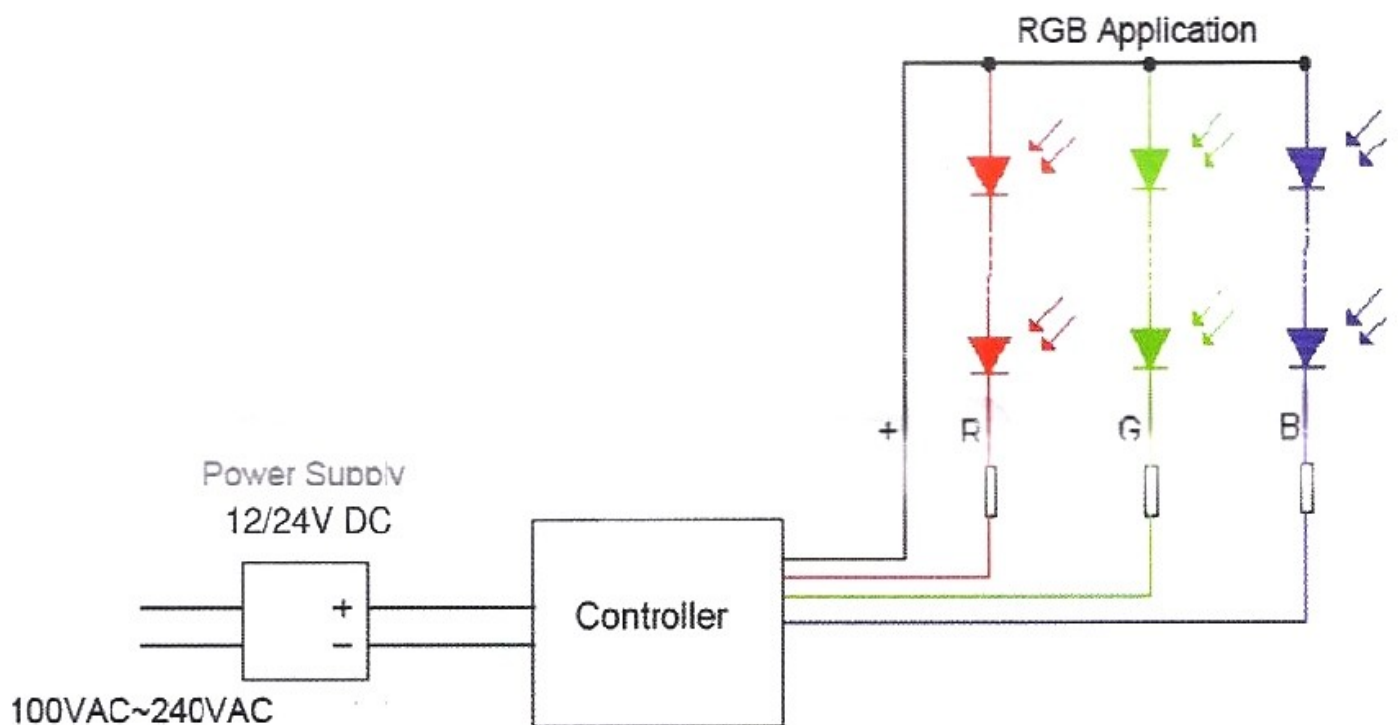 RGB Application
+
R
G
B
Power Supply
12/24V DC
+
−
Controller
100VAC~240VAC